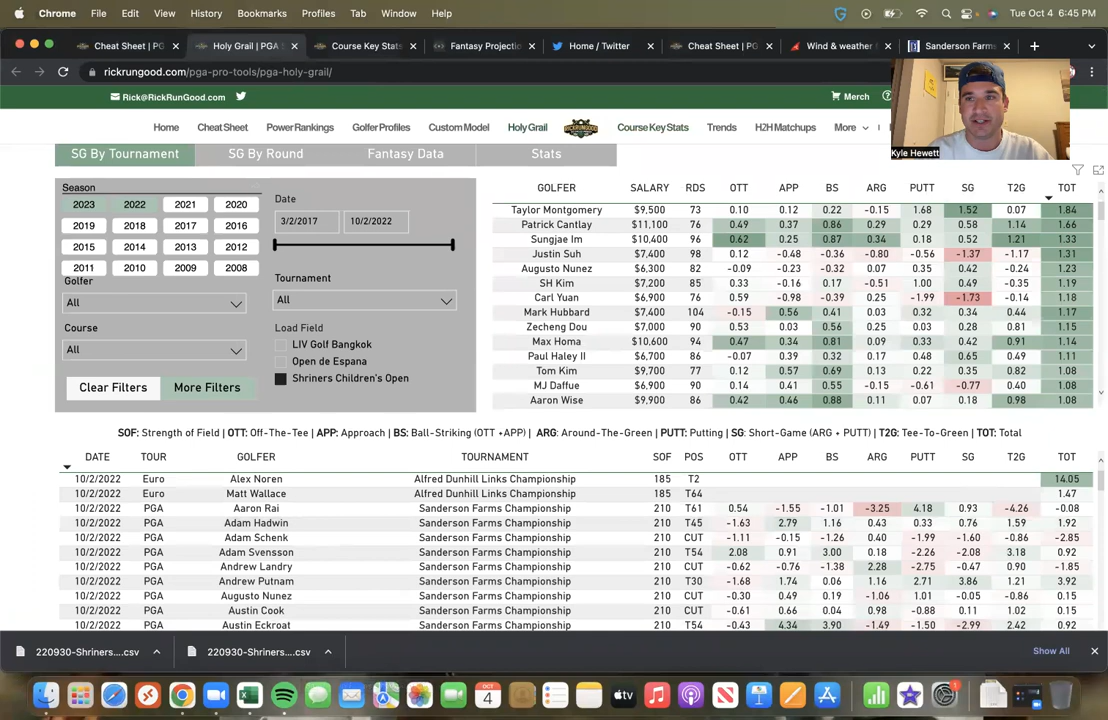 Chrome File Edit View History Bookmarks Profiles Tab Window Help Tue Oct 4 6:45 PM
Cheat Sheet | PG Holy Grail | PGA Course Key Stats Fantasy Projectio Home / Twitter Cheat Sheet | PG Wind & weather Sanderson Farms
rickrungood.com/pga-pro-tools/pga-holy-grail/
Rick@RickRunGood.com Merch
Home Cheat Sheet Power Rankings Golfer Profiles Custom Model Holy Grail RICKRUNGOOD Course Key Stats Trends H2H Matchups More
Kyle Hewett
SG By Tournament SG By Round Fantasy Data Stats
Season
2023 2022 2021 2020
2019 2018 2017 2016
2015 2014 2013 2012
2011 2010 2009 2008
Date
3/2/2017 10/2/2022
Golfer
All
Tournament
All
Course
All
Load Field
LIV Golf Bangkok
Open de Espana
Shriners Children's Open
Clear Filters More Filters
GOLFER SALARY RDS OTT APP BS ARG PUTT SG T2G TOT
Taylor Montgomery $9,500 73 0.10 0.12 0.22 -0.15 1.68 1.52 0.07 1.84
Patrick Cantlay $11,100 76 0.49 0.37 0.86 0.29 0.29 0.58 1.14 1.66
Sungjae Im $10,400 96 0.62 0.25 0.87 0.34 0.18 0.52 1.21 1.33
Justin Suh $7,400 98 0.12 -0.48 -0.36 -0.80 -0.56 -1.37 -1.17 1.31
Augusto Nunez $6,300 82 -0.09 -0.23 -0.32 0.07 0.35 0.42 -0.24 1.23
SH Kim $7,200 85 0.33 -0.16 0.17 -0.51 1.00 0.49 -0.35 1.19
Carl Yuan $6,900 76 0.59 -0.98 -0.39 0.25 -1.99 -1.73 -0.14 1.18
Mark Hubbard $7,400 104 -0.15 0.56 0.41 0.03 0.32 0.34 0.44 1.17
Zecheng Dou $7,000 90 0.53 0.03 0.56 0.25 0.03 0.28 0.81 1.15
Max Homa $10,600 94 0.47 0.34 0.81 0.09 0.33 0.42 0.91 1.14
Paul Haley II $6,700 86 -0.07 0.39 0.32 0.17 0.48 0.65 0.49 1.11
Tom Kim $9,700 77 0.12 0.57 0.69 0.13 0.22 0.35 0.82 1.08
MJ Daffue $6,900 90 0.14 0.41 0.55 -0.15 -0.61 -0.77 0.40 1.08
Aaron Wise $9,900 86 0.42 0.46 0.88 0.11 0.07 0.18 0.98 1.08
SOF: Strength of Field | OTT: Off-The-Tee | APP: Approach | BS: Ball-Striking (OTT +APP) | ARG: Around-The-Green | PUTT: Putting | SG: Short-Game (ARG + PUTT) | T2G: Tee-To-Green | TOT: Total
DATE TOUR GOLFER TOURNAMENT SOF POS OTT APP BS ARG PUTT SG T2G TOT
10/2/2022 Euro Alex Noren Alfred Dunhill Links Championship 185 T2 14.05
10/2/2022 Euro Matt Wallace Alfred Dunhill Links Championship 185 T64 1.47
10/2/2022 PGA Aaron Rai Sanderson Farms Championship 210 T61 0.54 -1.55 -1.01 -3.25 4.18 0.93 -4.26 -0.08
10/2/2022 PGA Adam Hadwin Sanderson Farms Championship 210 T45 -1.63 2.79 1.16 0.43 0.33 0.76 1.59 1.92
10/2/2022 PGA Adam Schenk Sanderson Farms Championship 210 CUT -1.11 -0.15 -1.26 0.40 -1.99 -1.60 -0.86 -2.85
10/2/2022 PGA Adam Svensson Sanderson Farms Championship 210 T54 2.08 0.91 3.00 0.18 -2.26 -2.08 3.18 0.92
10/2/2022 PGA Andrew Landry Sanderson Farms Championship 210 CUT -0.62 -0.76 -1.38 2.28 -2.75 -0.47 0.90 -1.85
10/2/2022 PGA Andrew Putnam Sanderson Farms Championship 210 T30 -1.68 1.74 0.06 1.16 2.71 3.86 1.21 3.92
10/2/2022 PGA Augusto Nunez Sanderson Farms Championship 210 CUT -0.30 0.49 0.19 -1.06 1.01 -0.05 -0.86 0.15
10/2/2022 PGA Austin Cook Sanderson Farms Championship 210 CUT -0.61 0.66 0.04 0.98 -0.88 0.11 1.02 0.15
10/2/2022 PGA Austin Eckroat Sanderson Farms Championship 210 T54 -0.43 4.34 3.90 -1.49 -1.50 -2.99 2.42 0.92
220930-Shriners....csv 220930-Shriners....csv Show All
OCT
4
tv